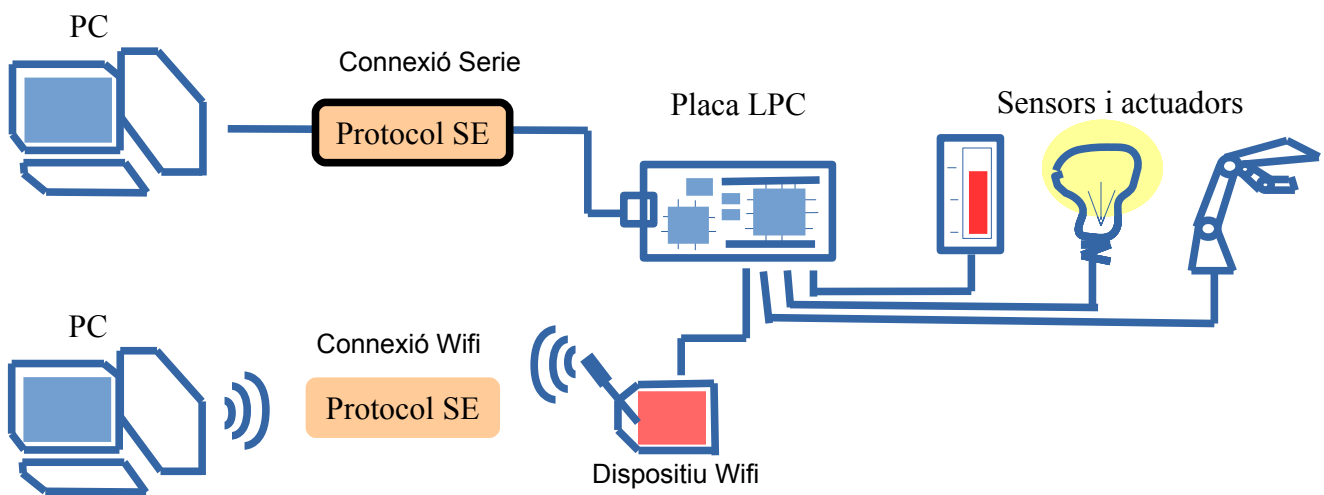 PC
Connexió Serie
Protocol SE
Placa LPC
Sensors i actuadors
PC
Connexió Wifi
Protocol SE
Dispositiu Wifi